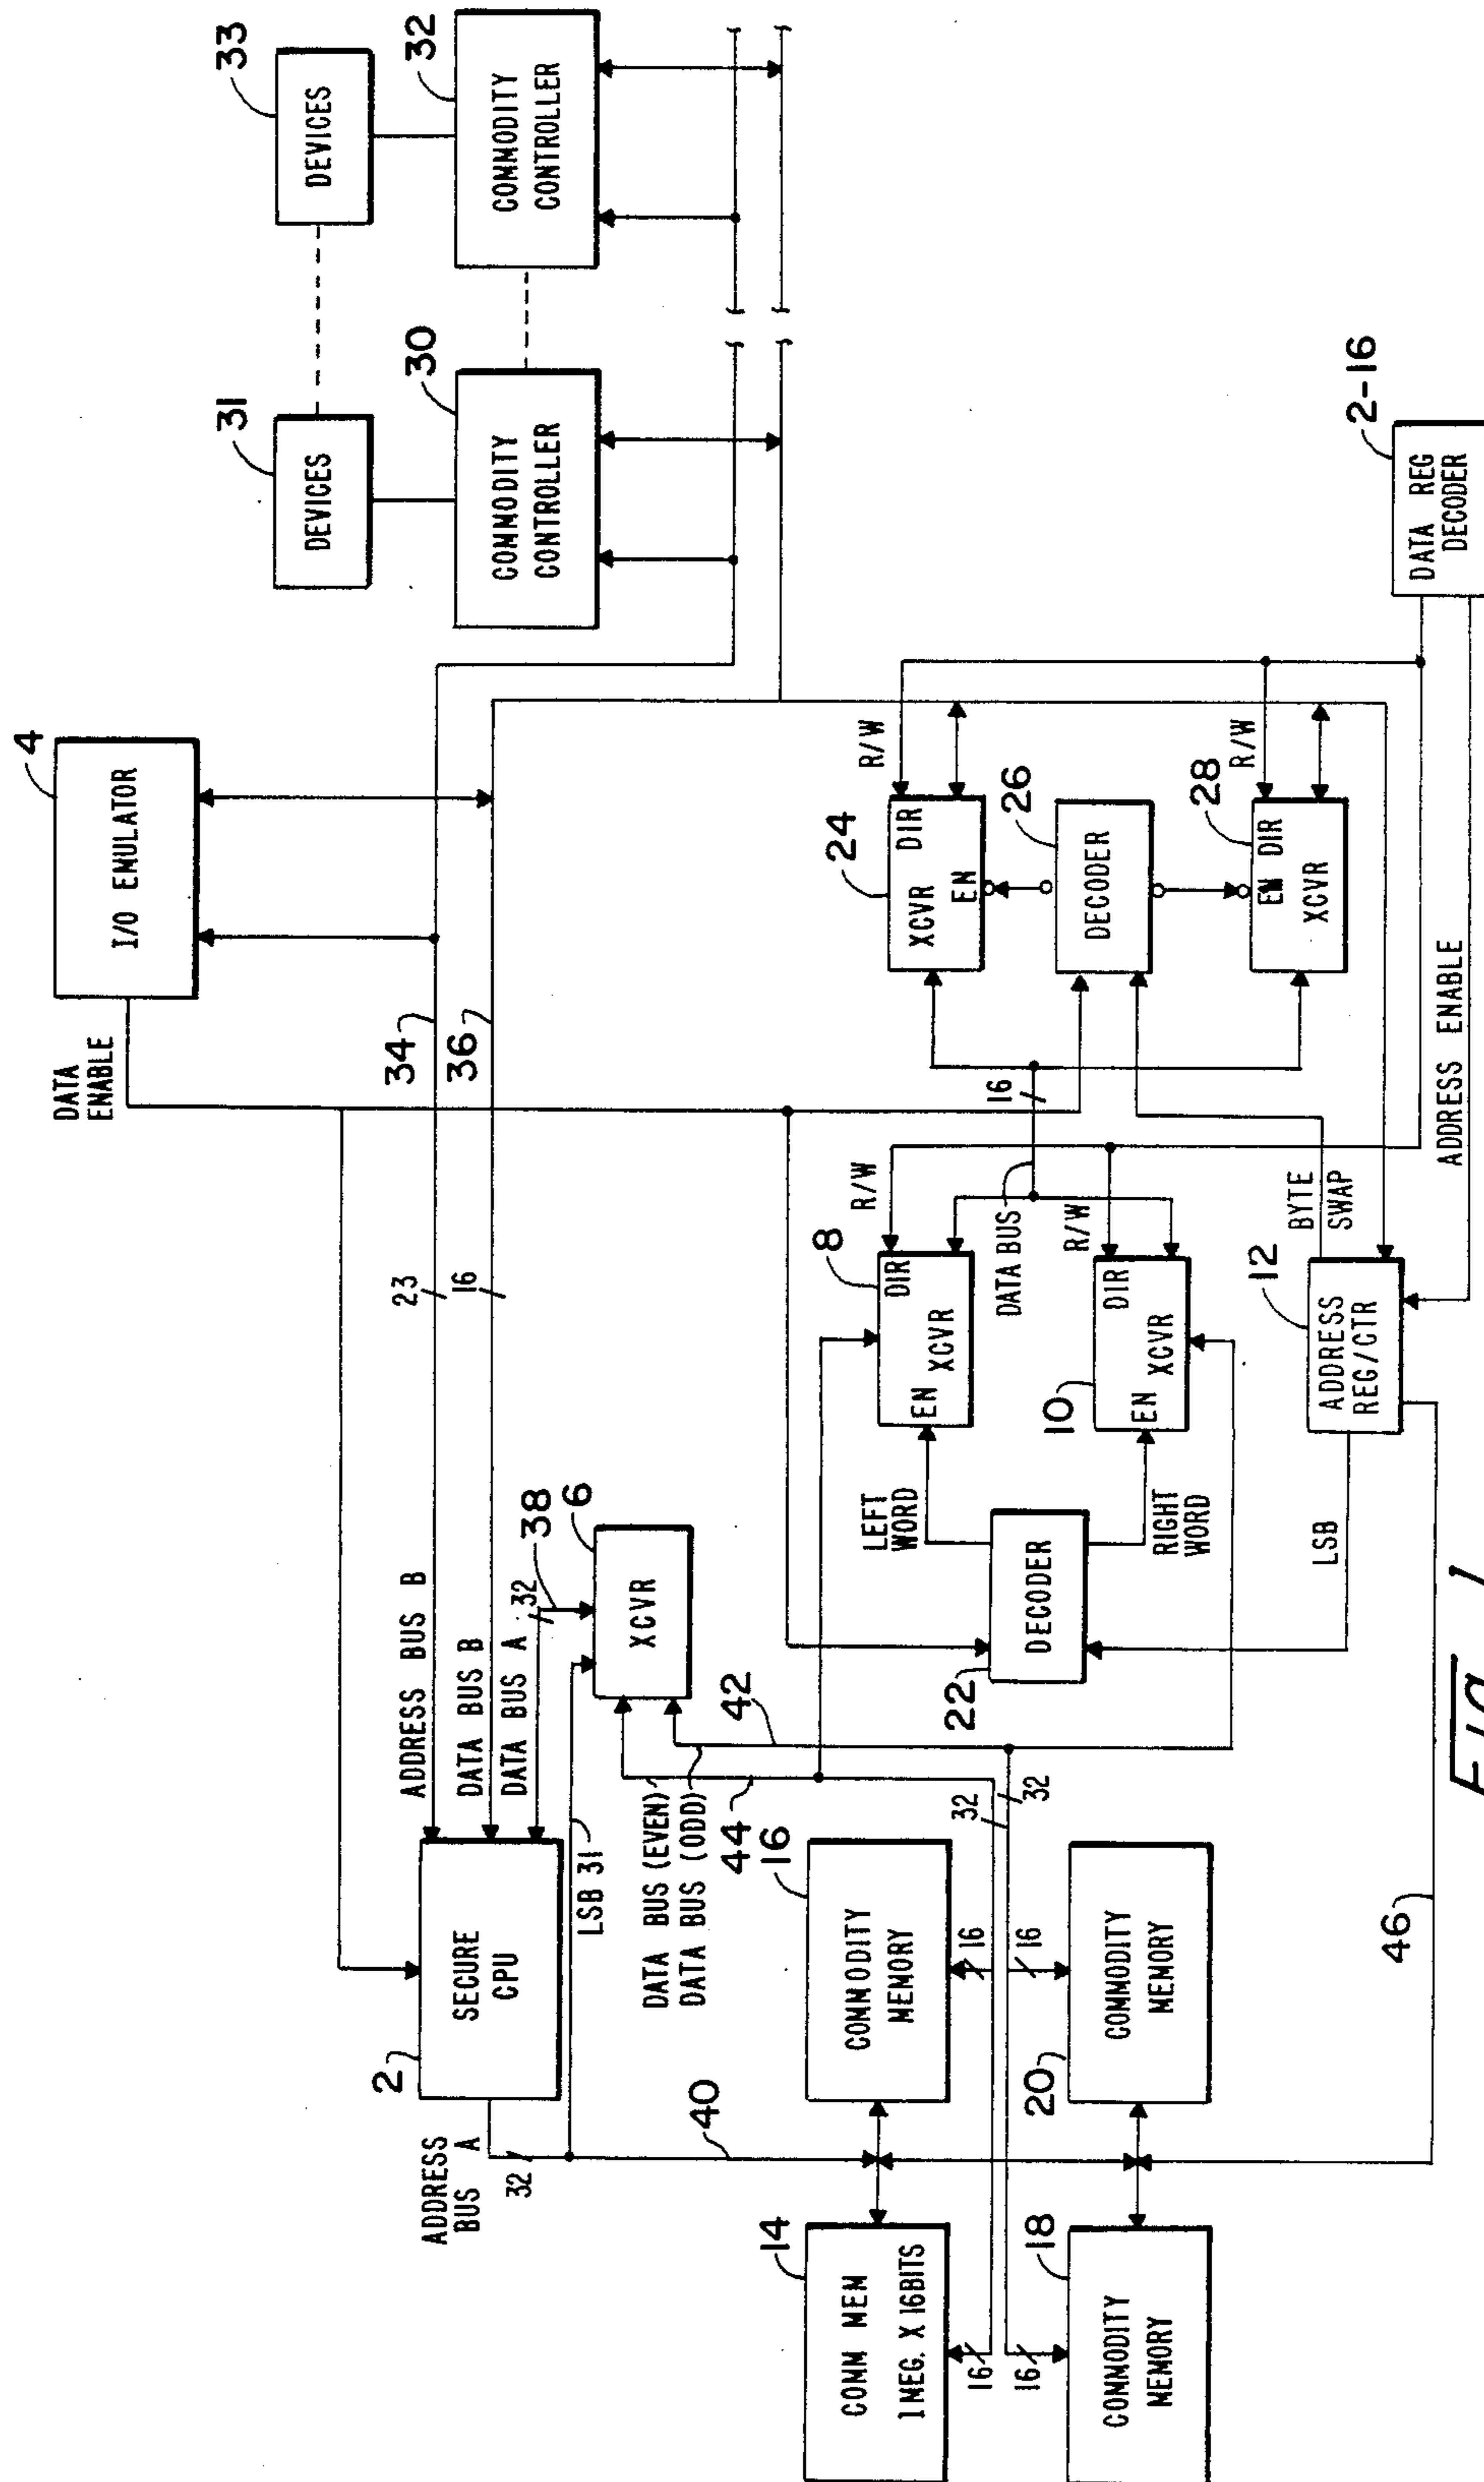 33
DEVICES
32
COMMODITY
CONTROLLER
31
DEVICES
30
COMMODITY
CONTROLLER
4
I/O EMULATOR
DATA
ENABLE
34
36
23
16
ADDRESS BUS B
DATA BUS B
DATA BUS A
32
38
2
SECURE
CPU
ADDRESS
BUS A
32
LSB 31
6
XCVR
DATA BUS (EVEN)
DATA BUS (ODD)
44
42
40
14
COMM MEM
1 MEG. X 16BITS
16
16
COMMODITY
MEMORY
16
32
32
18
COMMODITY
MEMORY
16
20
COMMODITY
MEMORY
16
46
22
DECODER
LEFT
WORD
RIGHT
WORD
8
R/W
DIR
EN
XCVR
10
R/W
DIR
EN
XCVR
DATA BUS
16
12
ADDRESS
REG/CTR
LSB
BYTE
SWAP
24
R/W
DIR
XCVR
EN
26
DECODER
28
R/W
EN DIR
XCVR
ADDRESS ENABLE
2-16
DATA REG
DECODER
FIG. 1